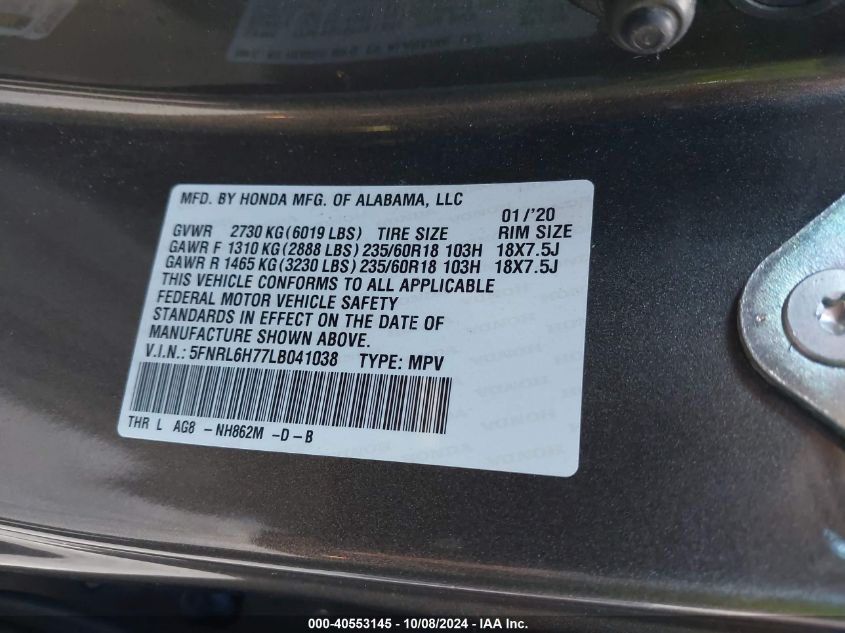 MFD. BY HONDA MFG. OF ALABAMA, LLC
01/'20
GVWR 2730 KG (6019 LBS) TIRE SIZE RIM SIZE
GAWR F 1310 KG (2888 LBS) 235/60R18 103H 18X7.5J
GAWR R 1465 KG (3230 LBS) 235/60R18 103H 18X7.5J
THIS VEHICLE CONFORMS TO ALL APPLICABLE
FEDERAL MOTOR VEHICLE SAFETY
STANDARDS IN EFFECT ON THE DATE OF
MANUFACTURE SHOWN ABOVE.
V.I.N.: 5FNRL6H77LB041038 TYPE: MPV
THR L AG8 -NH862M -D-B
000-40553145 - 10/08/2024 - IAA Inc.